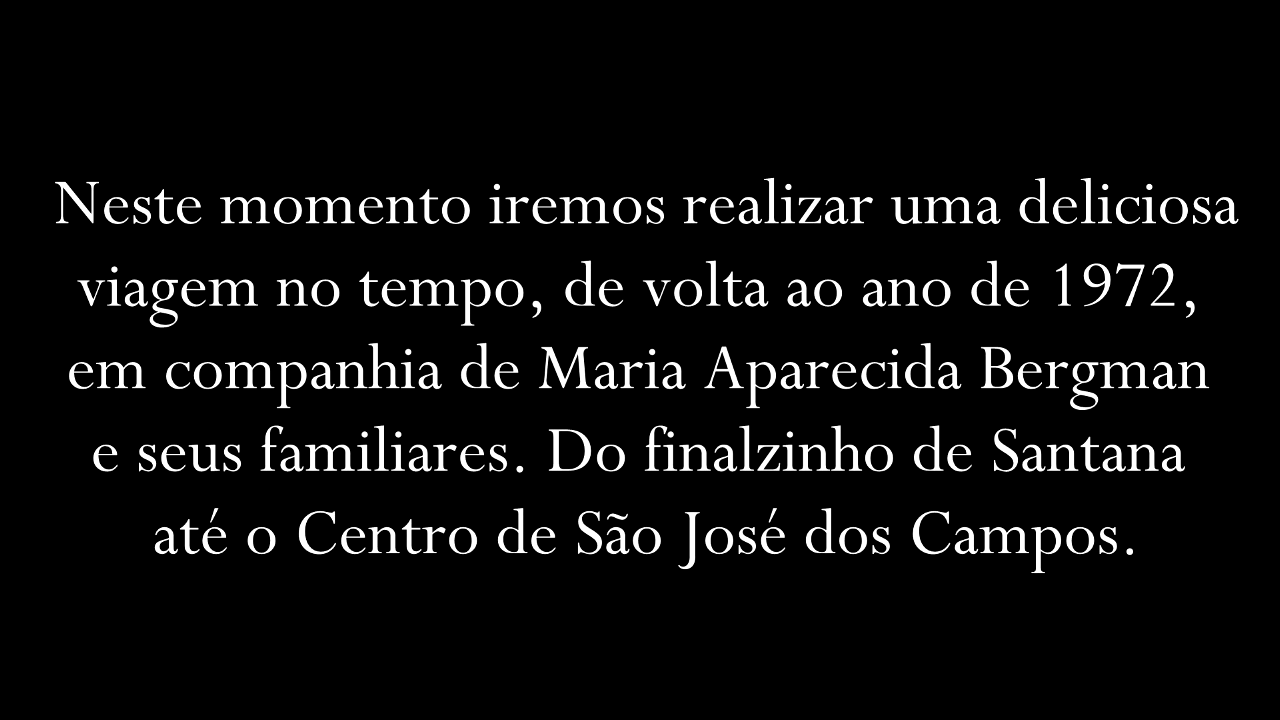 Neste momento iremos realizar uma deliciosa
viagem no tempo, de volta ao ano de 1972,
em companhia de Maria Aparecida Bergman
e seus familiares. Do finalzinho de Santana
até o Centro de São José dos Campos.